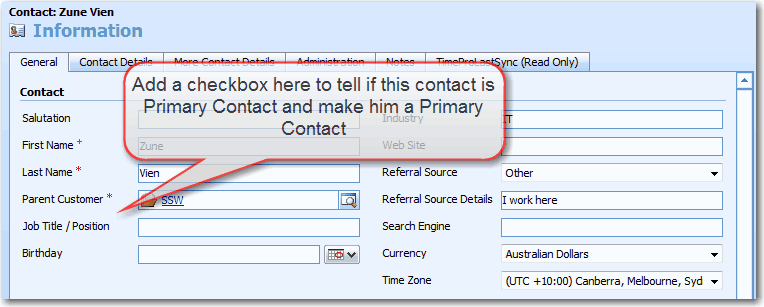 Contact: Zune Vien
Information
General Contact Details More Contact Details Administration Notes TimeProLastSync (Read Only)
Add a checkbox here to tell if this contact is
Primary Contact and make him a Primary
Contact
Contact
Salutation Industry IT
First Name + Zune Web Site
Last Name * Vien Referral Source Other
Parent Customer * SSW Referral Source Details I work here
Job Title / Position Search Engine
Birthday Currency Australian Dollars
Time Zone (UTC +10:00) Canberra, Melbourne, Syd